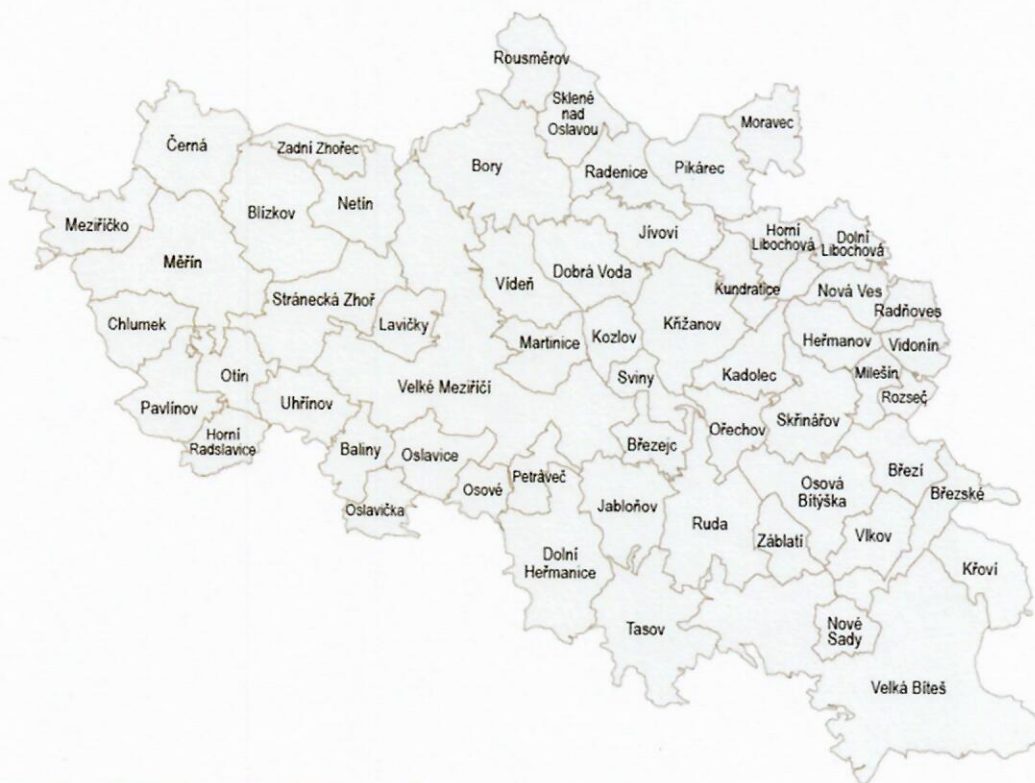 Rousměrov
Sklené
nad
Oslavou
Moravec
Černá
Zadní Zhořec
Bory
Radenice
Pikárec
Meziříčko
Blízkov
Netín
Jívoví
Horní
Libochová
Dolní
Libochová
Měřín
Vídeň
Dobrá Voda
Kundratice
Nová Ves
Radňoves
Stránecká Zhoř
Lavičky
Chlumek
Martinice
Kozlov
Křižanov
Heřmanov
Vidonín
Otín
Velké Meziříčí
Sviny
Kadolec
Milešín
Rozseč
Pavlínov
Uhřínov
Horní
Radslavice
Baliny
Oslavice
Březejc
Ořechov
Skřinářov
Oslavička
Osové
Petráveč
Jabloňov
Ruda
Osová
Bítýška
Březí
Březské
Záblatí
Vlkov
Dolní
Heřmanice
Křoví
Tasov
Nové
Sady
Velká Bíteš